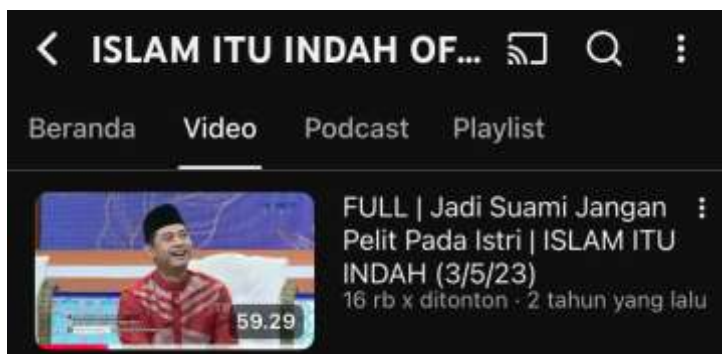 ISLAM ITU INDAH OF...
Beranda Video Podcast Playlist
FULL | Jadi Suami Jangan
Pelit Pada Istri | ISLAM ITU
INDAH (3/5/23)
16 rb x ditonton · 2 tahun yang lalu
59.29